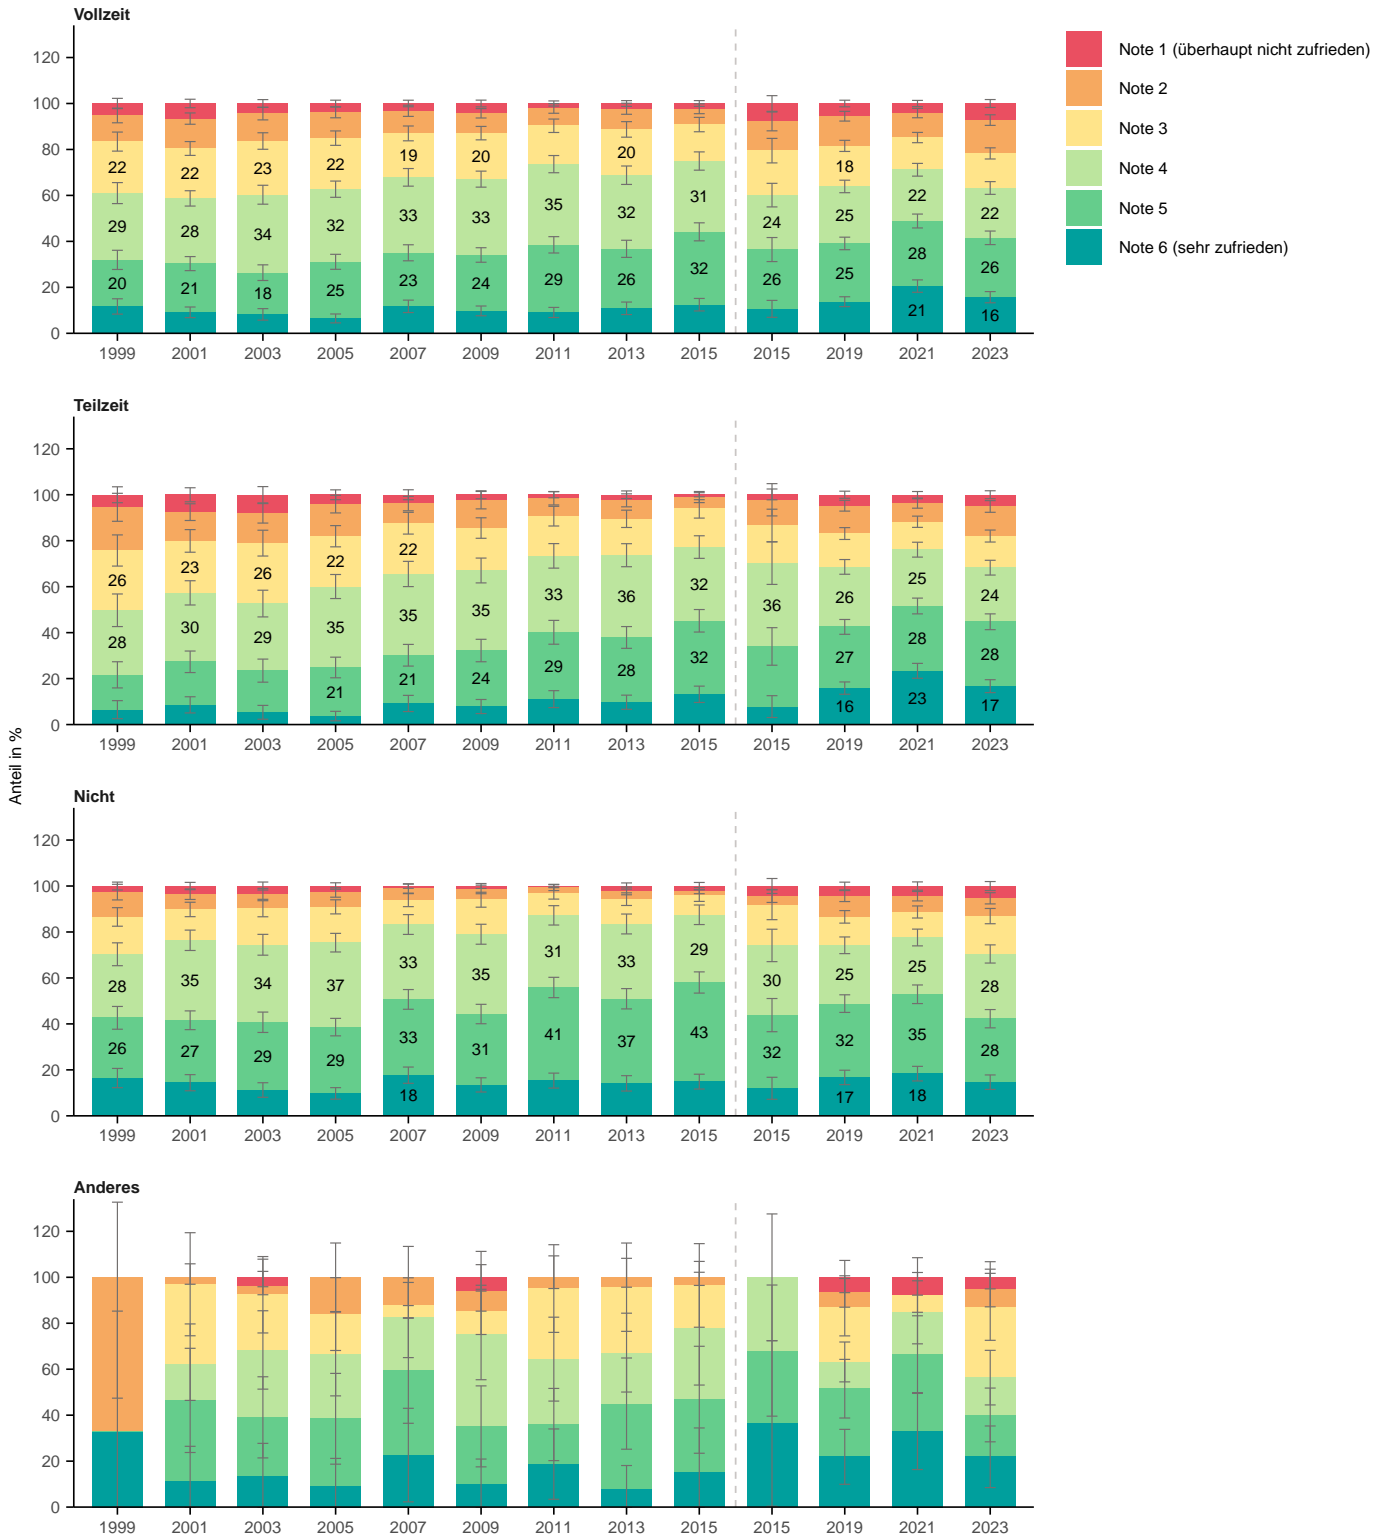 Vollzeit
Note 1 (überhaupt nicht zufrieden)
Note 2
Note 3
Note 4
Note 5
Note 6 (sehr zufrieden)
120
100
80
60
40
20
0
22 22 23 22 19 20 20 18
29 28 34 32 33 33 35 32 31 24 25 22 22
20 21 18 25 23 24 29 26 32 26 25 28 26
21 16
1999 2001 2003 2005 2007 2009 2011 2013 2015 2015 2019 2021 2023
Teilzeit
120
100
80
60
40
20
0
26 23 26 22 22
28 30 29 35 35 35 33 36 32 36 26 25 24
21 21 24 29 28 32 27 28 28
16 23 17
1999 2001 2003 2005 2007 2009 2011 2013 2015 2015 2019 2021 2023
Anteil in %
Nicht
120
100
80
60
40
20
0
28 35 34 37 33 35 31 33 29 30 25 25 28
26 27 29 29 33 31 41 37 43 32 32 35 28
18 17 18
1999 2001 2003 2005 2007 2009 2011 2013 2015 2015 2019 2021 2023
Anderes
120
100
80
60
40
20
0
1999 2001 2003 2005 2007 2009 2011 2013 2015 2015 2019 2021 2023